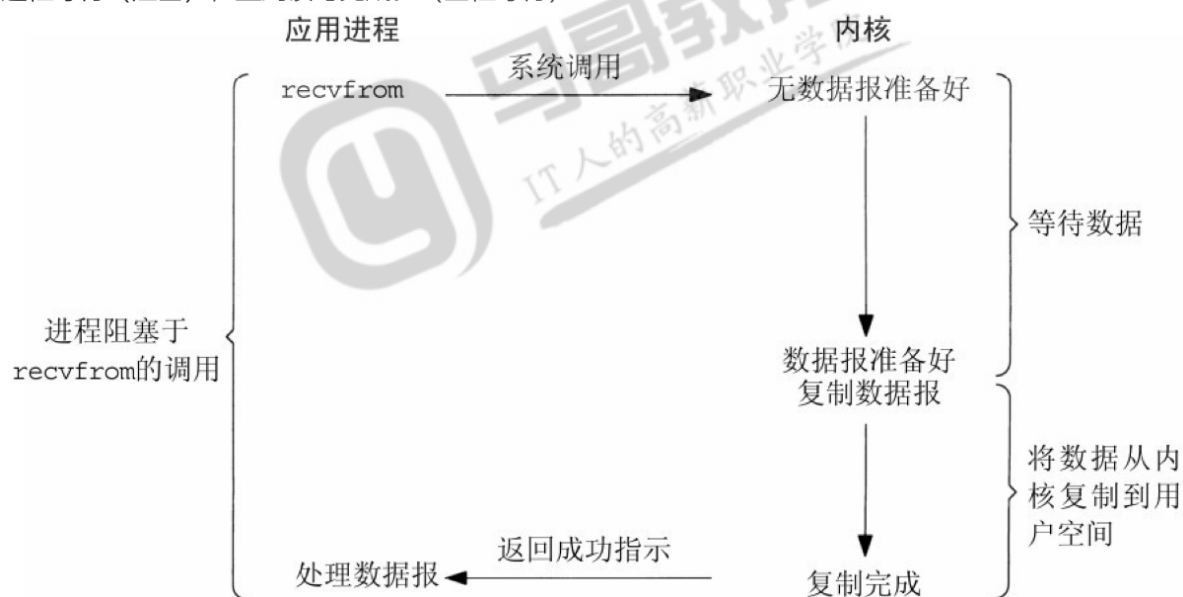 应用进程
内核
系统调用
recvfrom
无数据报准备好
等待数据
进程阻塞于
recvfrom的调用
数据报准备好
复制数据报
将数据从内
核复制到用
户空间
返回成功指示
处理数据报
复制完成
IT人的高薪职业学院